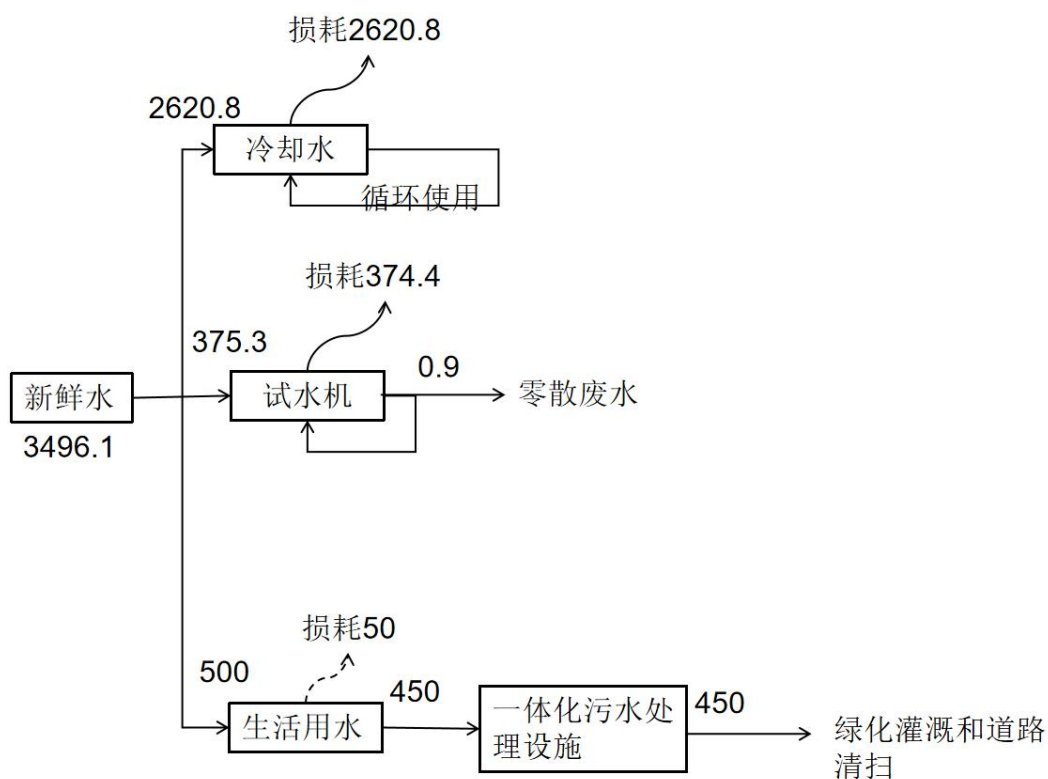 损耗2620.8
2620.8
冷却水
循环使用
损耗374.4
375.3
0.9
新鲜水
试水机
零散废水
3496.1
损耗50
500
450
生活用水
一体化污水处
理设施
450
绿化灌溉和道路
清扫